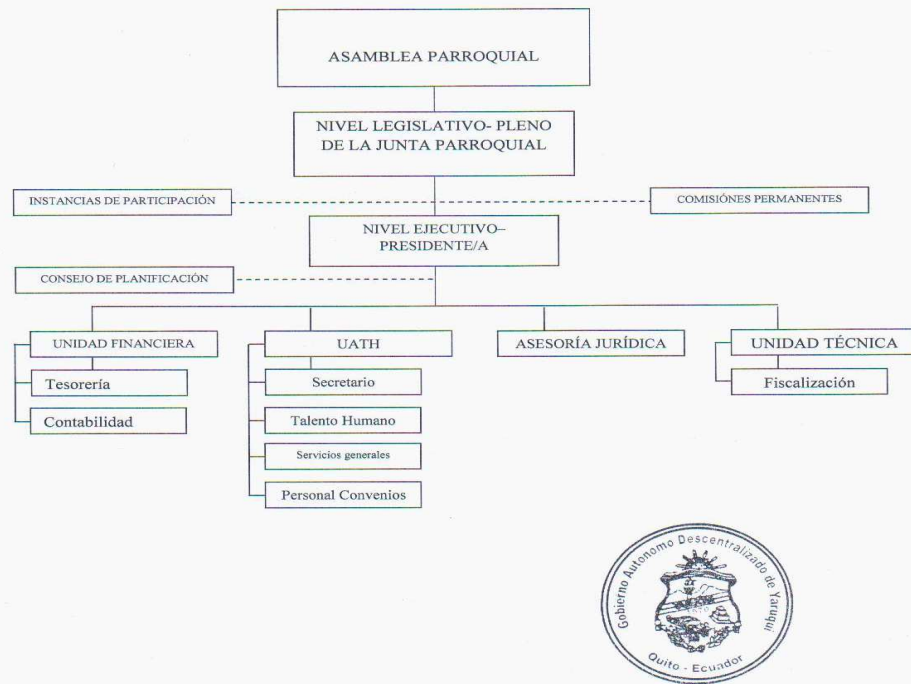 ASAMBLEA PARROQUIAL
NIVEL LEGISLATIVO- PLENO
DE LA JUNTA PARROQUIAL
INSTANCIAS DE PARTICIPACIÓN
COMISIÓNES PERMANENTES
NIVEL EJECUTIVO–
PRESIDENTE/A
CONSEJO DE PLANIFICACIÓN
UNIDAD FINANCIERA
UATH
ASESORÍA JURÍDICA
UNIDAD TÉCNICA
Tesorería
Secretario
Fiscalización
Contabilidad
Talento Humano
Servicios generales
Personal Convenios
Gobierno Autonomo Descentralizado de Yaruqui
Quito - Ecuador